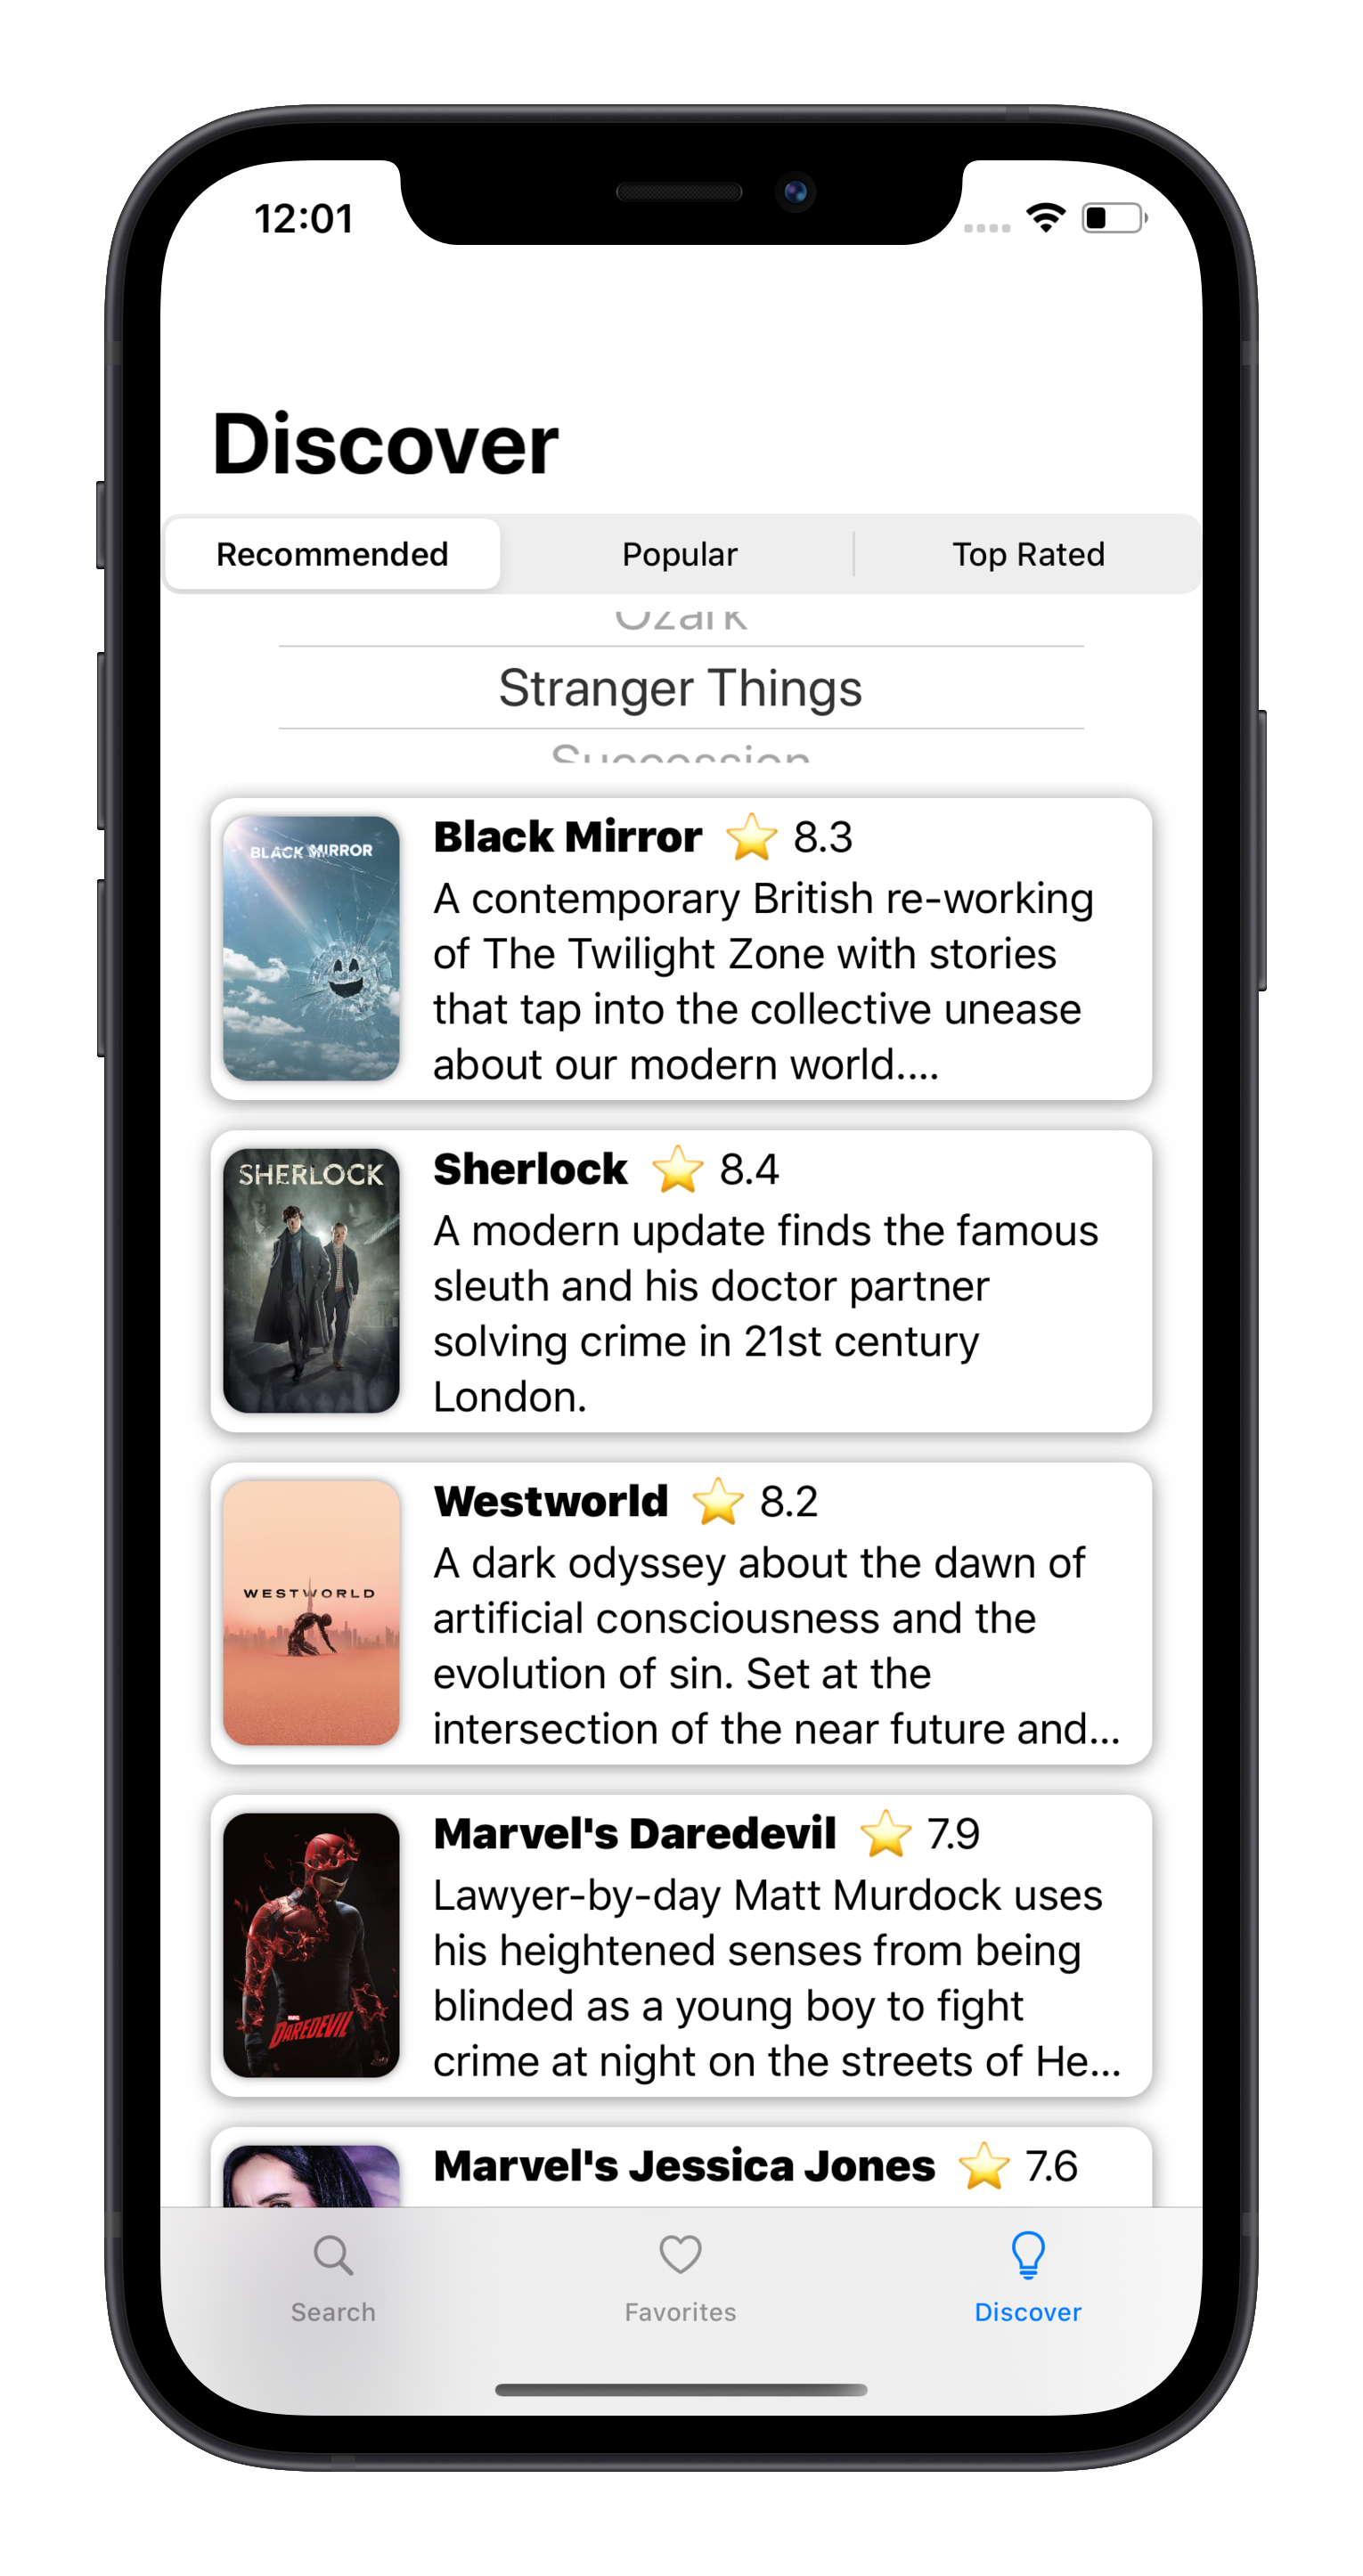 12:01
Discover
Recommended Popular Top Rated
Ozark
Stranger Things
Succession
BLACK MIRROR
Black Mirror ⭐ 8.3
A contemporary British re-working
of The Twilight Zone with stories
that tap into the collective unease
about our modern world....
SHERLOCK
Sherlock ⭐ 8.4
A modern update finds the famous
sleuth and his doctor partner
solving crime in 21st century
London.
WESTWORLD
Westworld ⭐ 8.2
A dark odyssey about the dawn of
artificial consciousness and the
evolution of sin. Set at the
intersection of the near future and...
DAREDEVIL
Marvel's Daredevil ⭐ 7.9
Lawyer-by-day Matt Murdock uses
his heightened senses from being
blinded as a young boy to fight
crime at night on the streets of He...
Marvel's Jessica Jones ⭐ 7.6
Search Favorites Discover